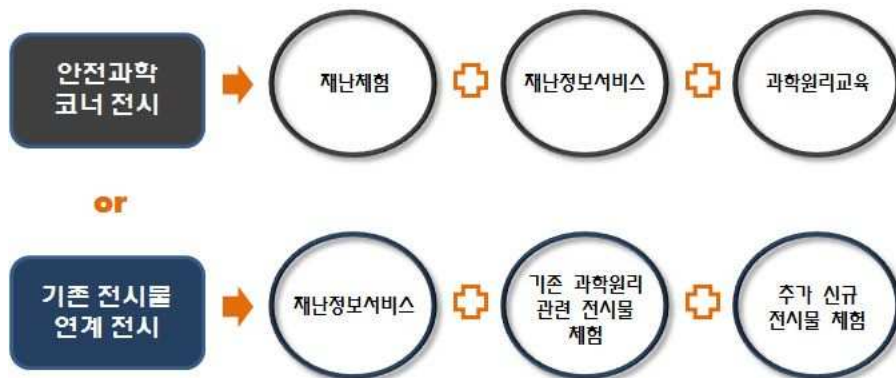 안전과학
코너 전시
재난체험
재난정보서비스
과학원리교육
or
기존 전시물
연계 전시
재난정보서비스
기존 과학원리
관련 전시물
체험
추가 신규
전시물 체험